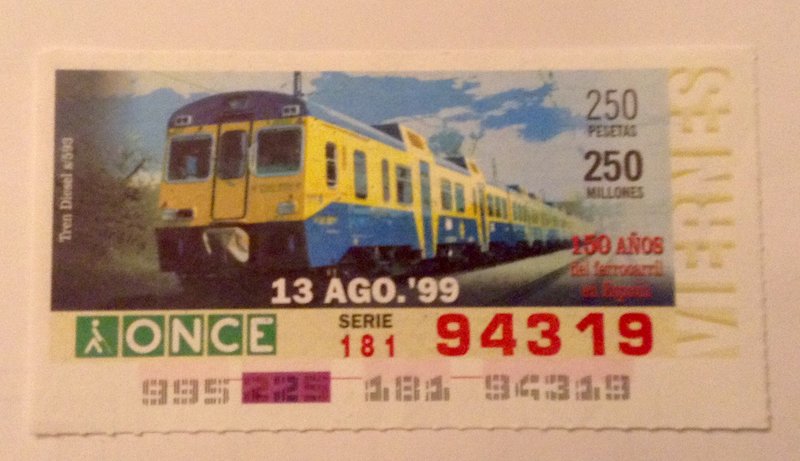 250
PESETAS
250
MILLONES
VIERNES
Tren Diesel s/593
150 AÑOS
del ferrocarril
en España
13 AGO.'99
ONCE
SERIE
181
94319
995 225 181 94319